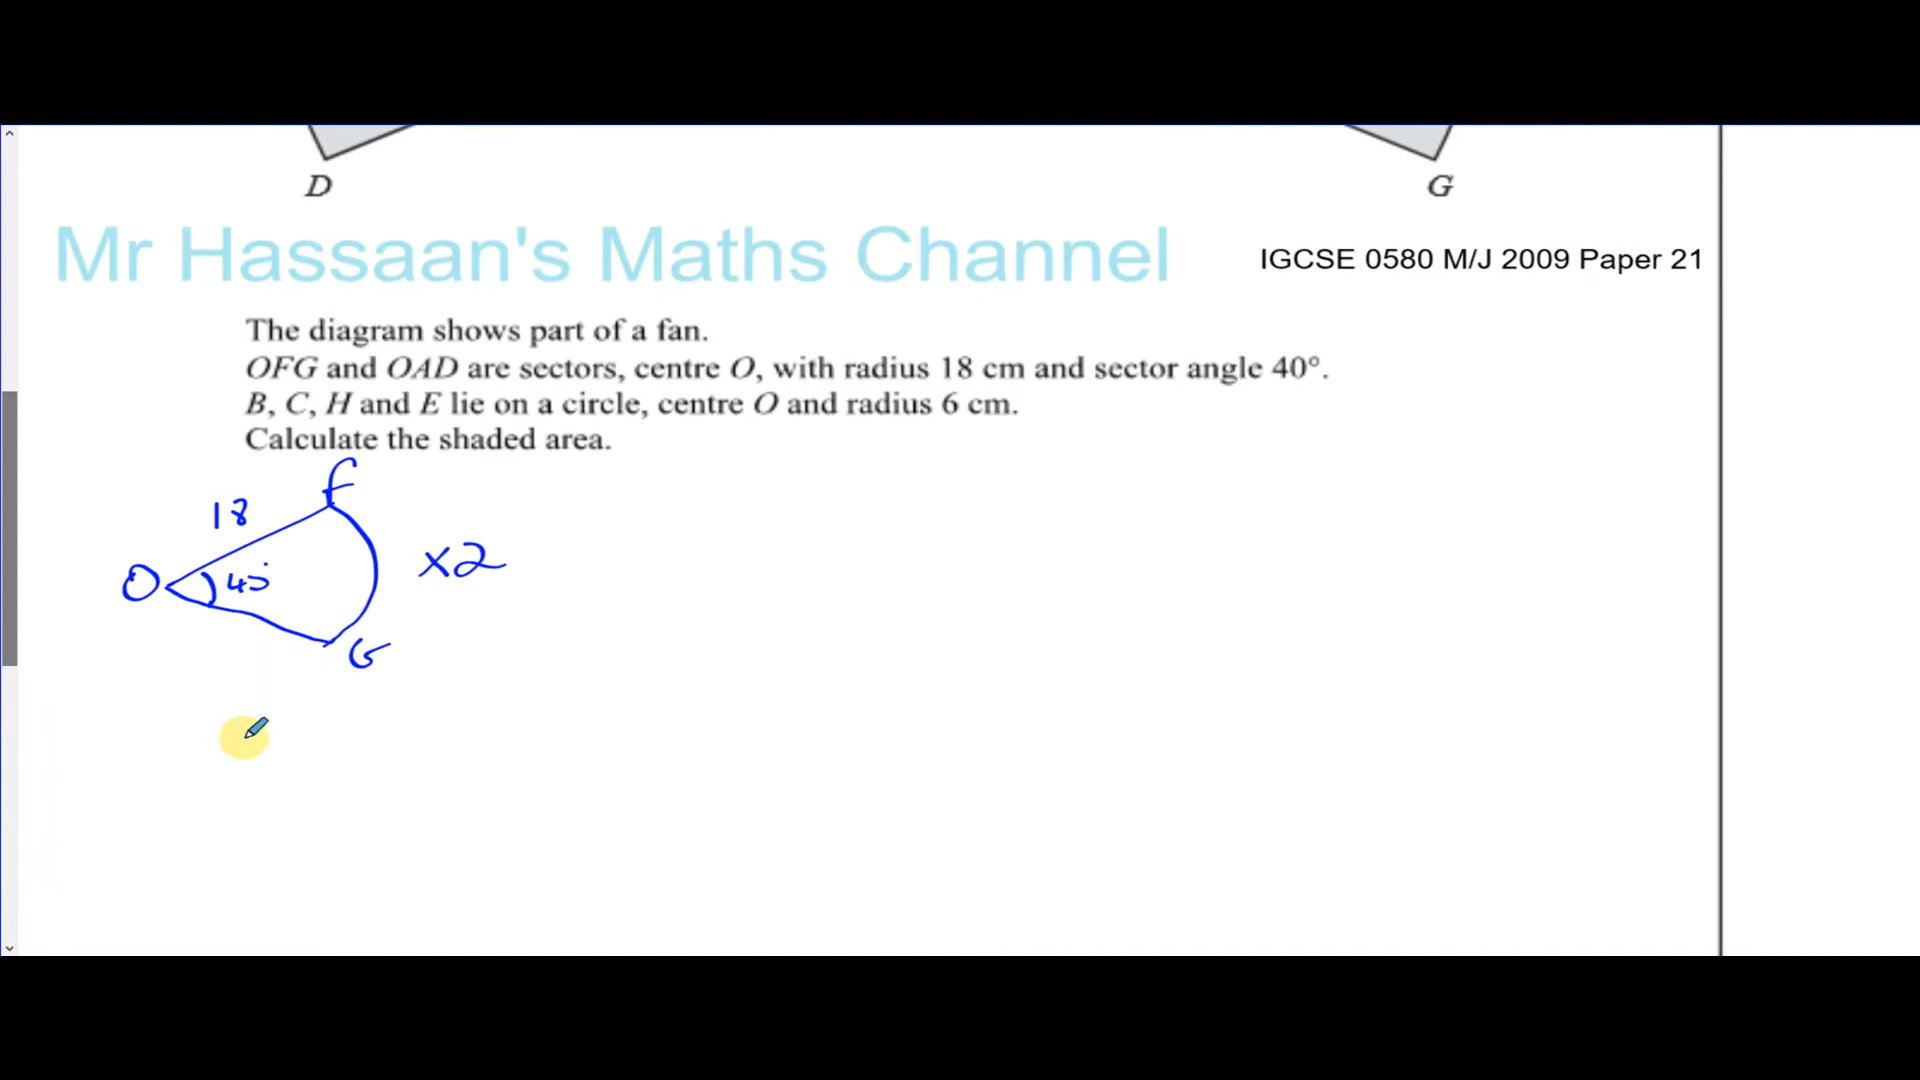 D
G
Mr Hassaan's Maths Channel
IGCSE 0580 M/J 2009 Paper 21
The diagram shows part of a fan.
OFG and OAD are sectors, centre O, with radius 18 cm and sector angle 40°.
B, C, H and E lie on a circle, centre O and radius 6 cm.
Calculate the shaded area.
F
18
O
40°
×2
G